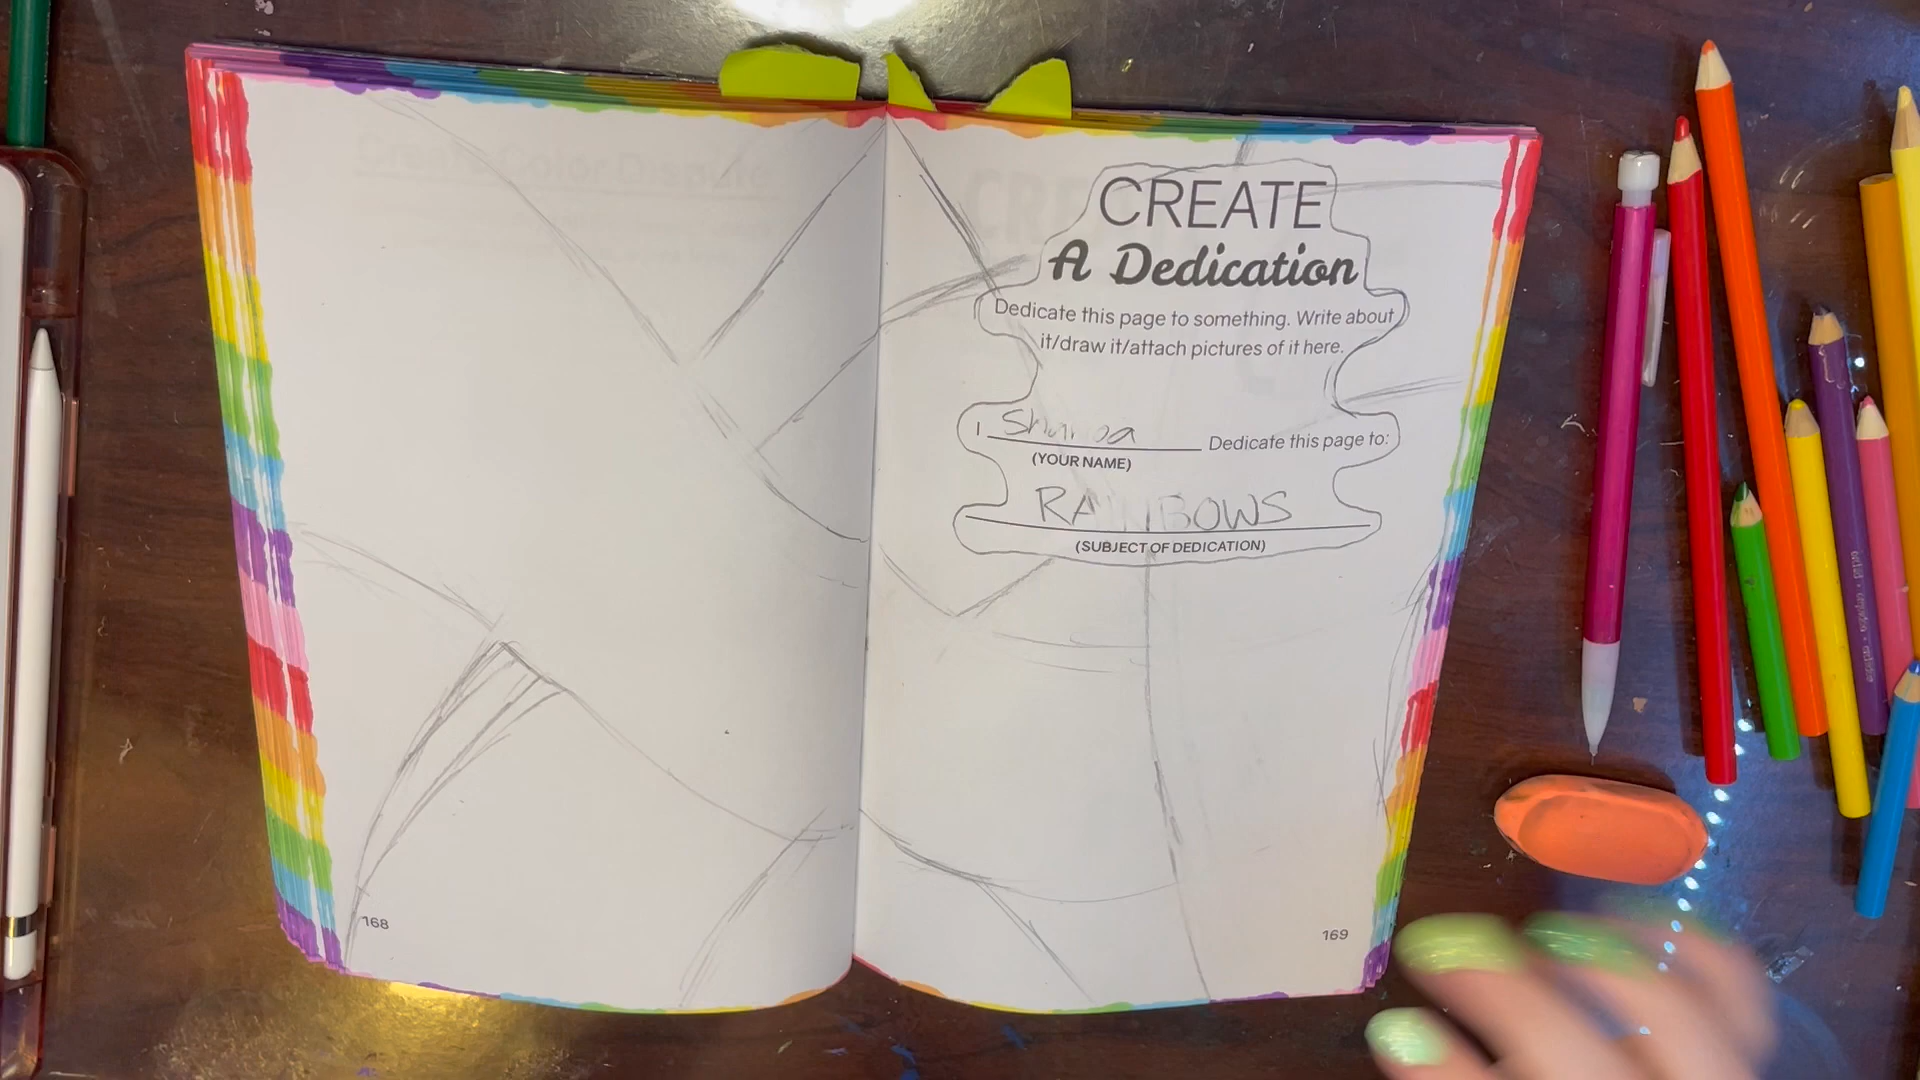 CREATE
A Dedication
Dedicate this page to something. Write about
it/draw it/attach pictures of it here.
I Dedicate this page to:
(YOUR NAME)
RAINBOWS
(SUBJECT OF DEDICATION)
168
169